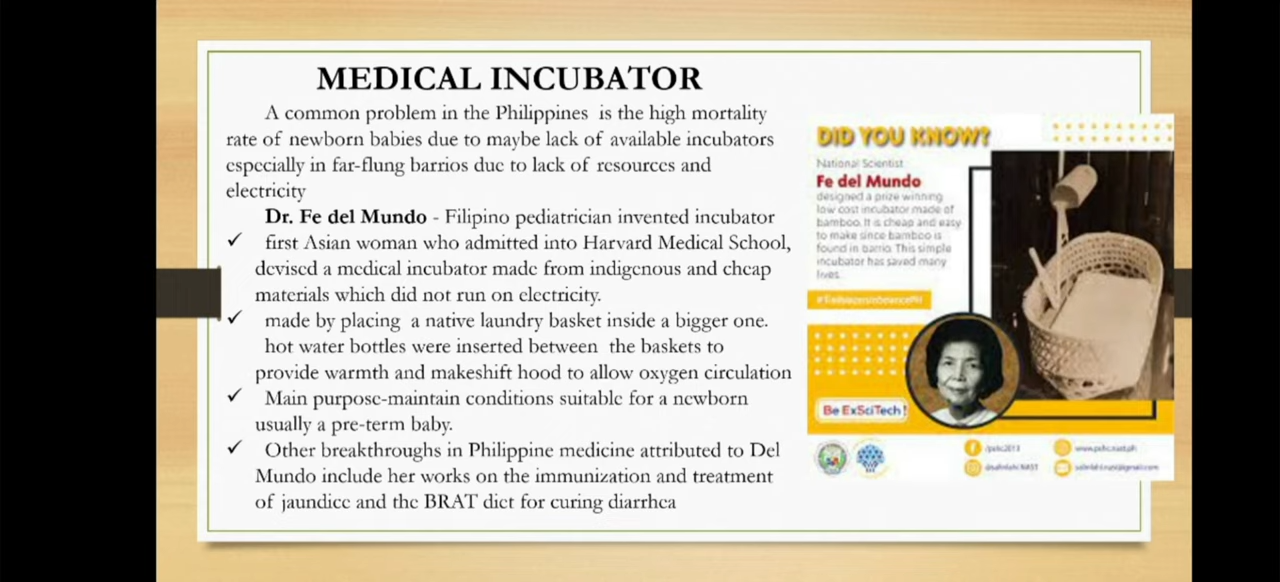 MEDICAL INCUBATOR
A common problem in the Philippines is the high mortality
rate of newborn babies due to maybe lack of available incubators
especially in far-flung barrios due to lack of resources and
electricity
Dr. Fe del Mundo - Filipino pediatrician invented incubator
✓ first Asian woman who admitted into Harvard Medical School,
devised a medical incubator made from indigenous and cheap
materials which did not run on electricity.
✓ made by placing a native laundry basket inside a bigger one.
hot water bottles were inserted between the baskets to
provide warmth and makeshift hood to allow oxygen circulation
✓ Main purpose-maintain conditions suitable for a newborn
usually a pre-term baby.
✓ Other breakthroughs in Philippine medicine attributed to Del
Mundo include her works on the immunization and treatment
of jaundice and the BRAT diet for curing diarrhea
DID YOU KNOW?
National Scientist
Fe del Mundo
designed a prize winning
low cost incubator made of
bamboo. It is cheap and easy
to make since bamboo is
found in barrio. This simple
incubator has saved many
lives.
Be ExSciTech!